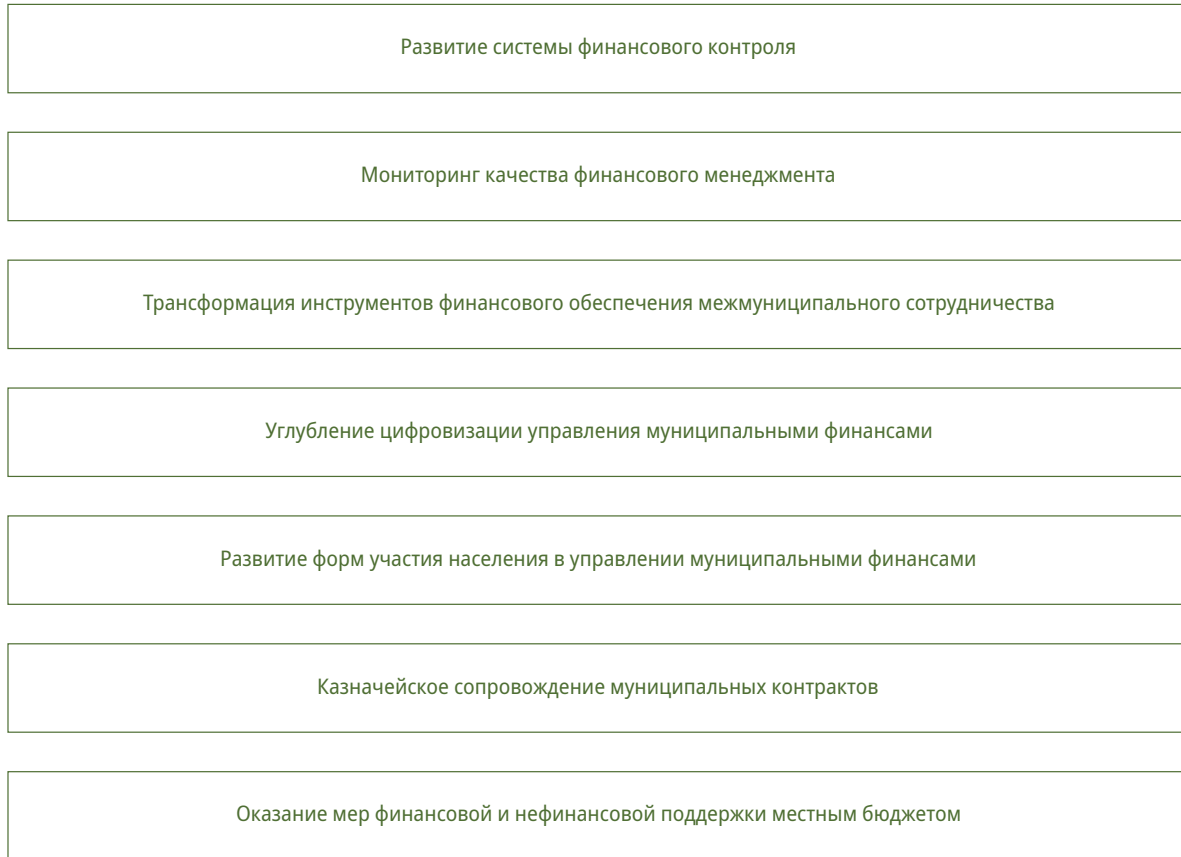 Развитие системы финансового контроля
Мониторинг качества финансового менеджмента
Трансформация инструментов финансового обеспечения межмуниципального сотрудничества
Углубление цифровизации управления муниципальными финансами
Развитие форм участия населения в управлении муниципальными финансами
Казначейское сопровождение муниципальных контрактов
Оказание мер финансовой и нефинансовой поддержки местным бюджетом